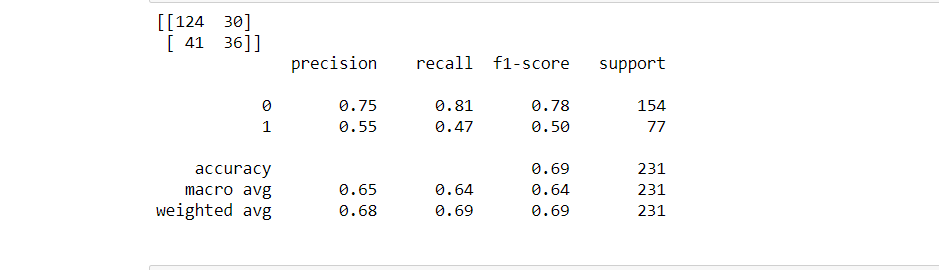 [[124  30]
 [ 41  36]]
              precision    recall  f1-score   support

           0       0.75      0.81      0.78       154
           1       0.55      0.47      0.50        77

    accuracy                           0.69       231
   macro avg       0.65      0.64      0.64       231
weighted avg       0.68      0.69      0.69       231